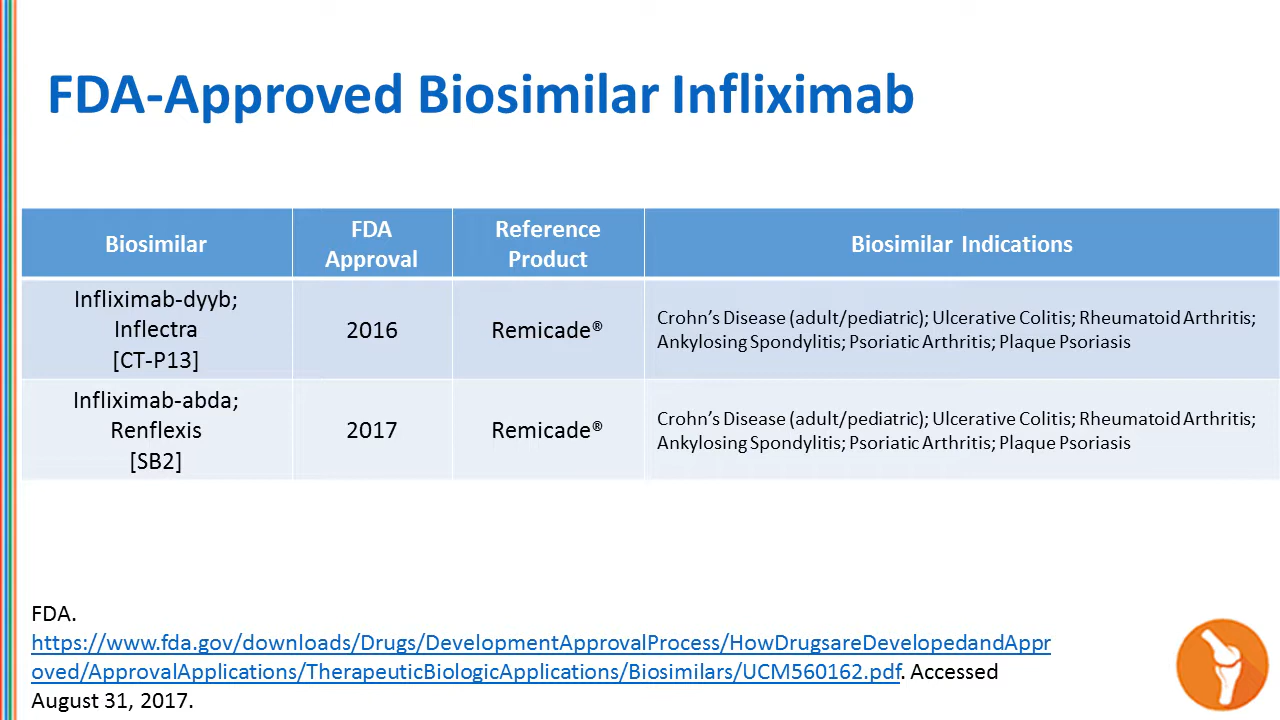 FDA-Approved Biosimilar Infliximab
Biosimilar
FDA
Approval
Reference
Product
Biosimilar Indications
Infliximab-dyyb;
Inflectra
[CT-P13]
2016
Remicade®
Crohn’s Disease (adult/pediatric); Ulcerative Colitis; Rheumatoid Arthritis;
Ankylosing Spondylitis; Psoriatic Arthritis; Plaque Psoriasis
Infliximab-abda;
Renflexis
[SB2]
2017
Remicade®
Crohn’s Disease (adult/pediatric); Ulcerative Colitis; Rheumatoid Arthritis;
Ankylosing Spondylitis; Psoriatic Arthritis; Plaque Psoriasis
FDA.
https://www.fda.gov/downloads/Drugs/DevelopmentApprovalProcess/HowDrugsareDevelopedandAppr
oved/ApprovalApplications/TherapeuticBiologicApplications/Biosimilars/UCM560162.pdf. Accessed
August 31, 2017.